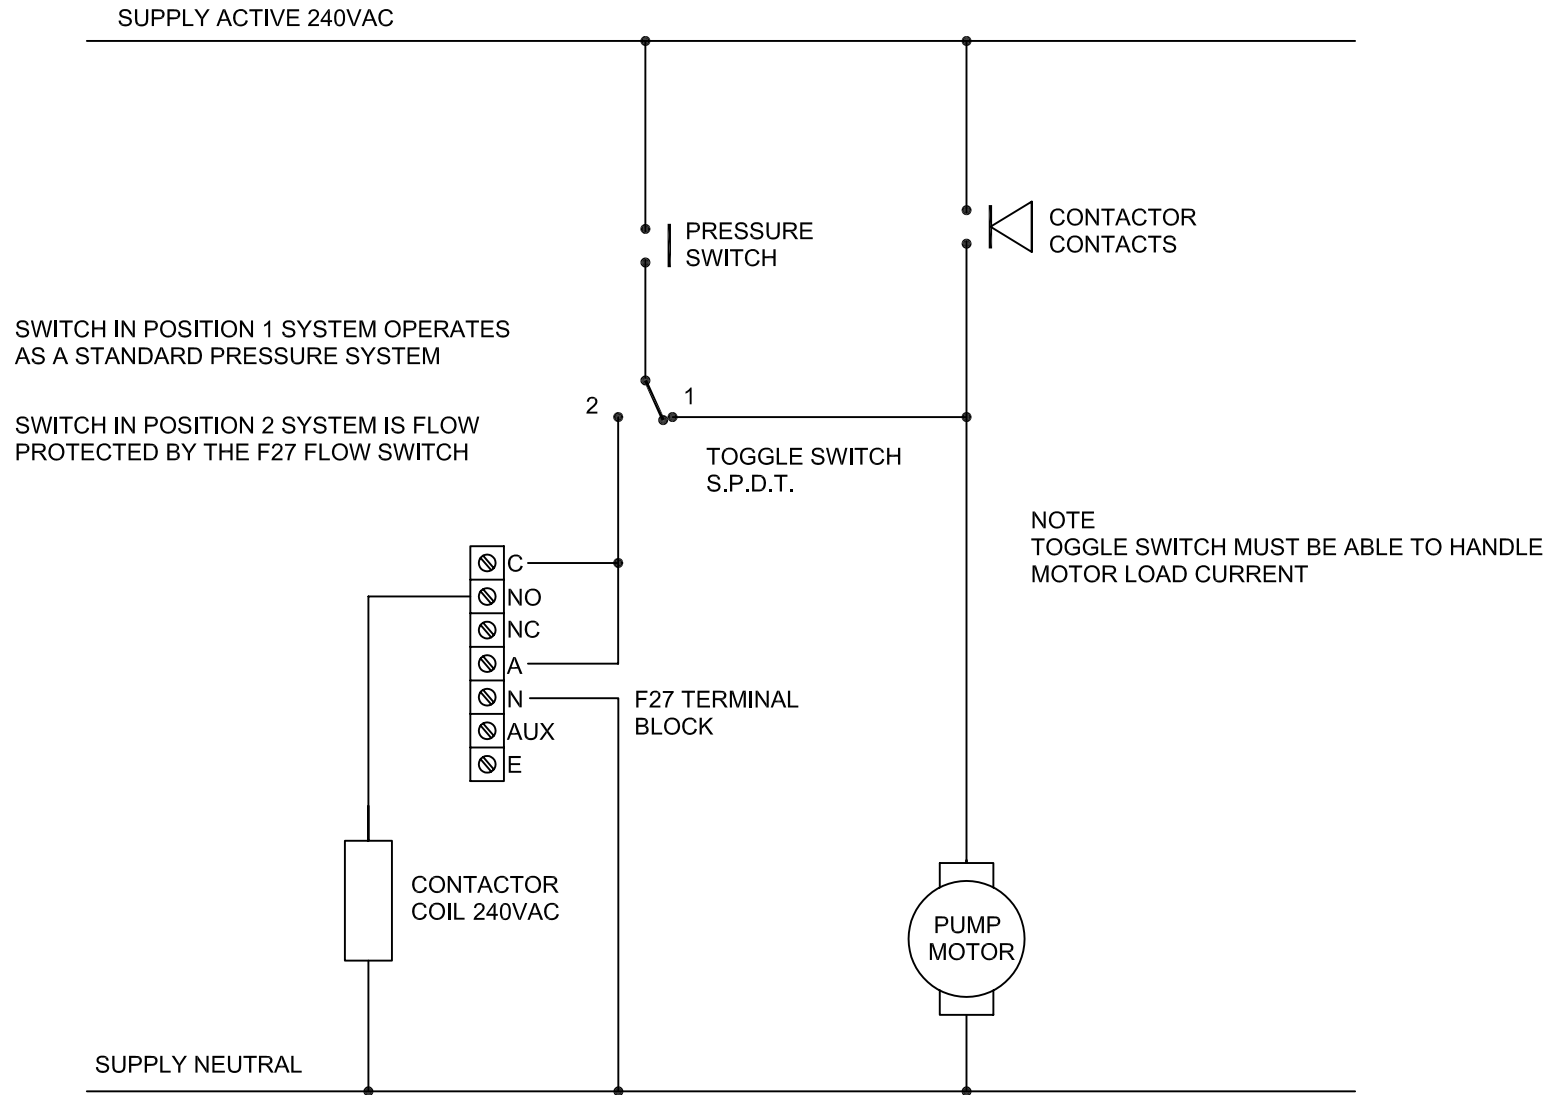 SUPPLY ACTIVE 240VAC
PRESSURE
SWITCH
CONTACTOR
CONTACTS
SWITCH IN POSITION 1 SYSTEM OPERATES
AS A STANDARD PRESSURE SYSTEM
SWITCH IN POSITION 2 SYSTEM IS FLOW
PROTECTED BY THE F27 FLOW SWITCH
2
1
TOGGLE SWITCH
S.P.D.T.
NOTE
TOGGLE SWITCH MUST BE ABLE TO HANDLE
MOTOR LOAD CURRENT
C
NO
NC
A
N
AUX
E
F27 TERMINAL
BLOCK
CONTACTOR
COIL 240VAC
PUMP
MOTOR
SUPPLY NEUTRAL